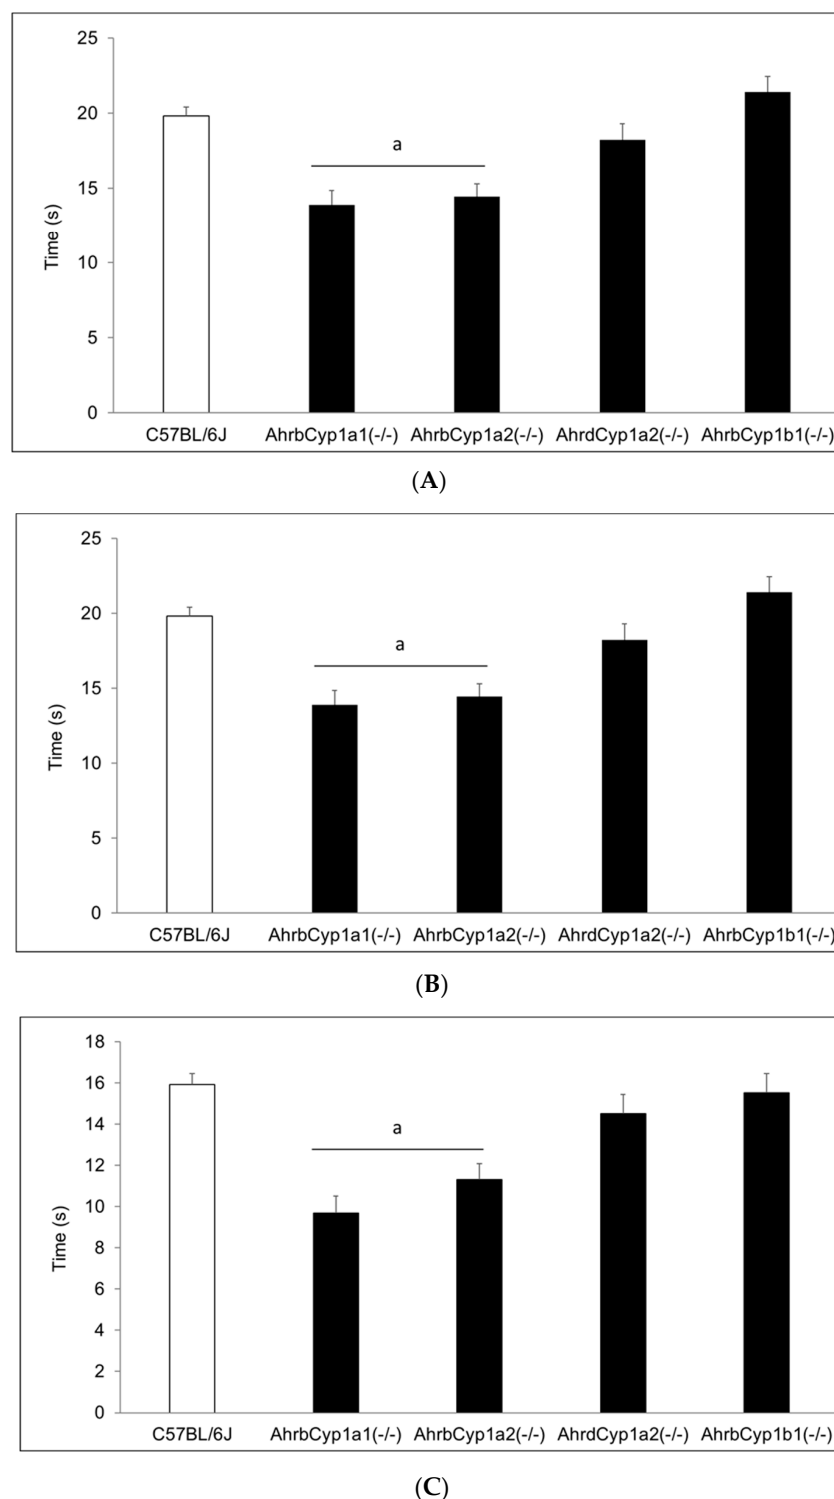 25
20
15
10
5
0
Time (s)
a
C57BL/6J AhrbCyp1a1(-/-) AhrbCyp1a2(-/-) AhrdCyp1a2(-/-) AhrbCyp1b1(-/-)
(A)
25
20
15
10
5
0
Time (s)
a
C57BL/6J AhrbCyp1a1(-/-) AhrbCyp1a2(-/-) AhrdCyp1a2(-/-) AhrbCyp1b1(-/-)
(B)
18
16
14
12
10
8
6
4
2
0
Time (s)
a
C57BL/6J AhrbCyp1a1(-/-) AhrbCyp1a2(-/-) AhrdCyp1a2(-/-) AhrbCyp1b1(-/-)
(C)